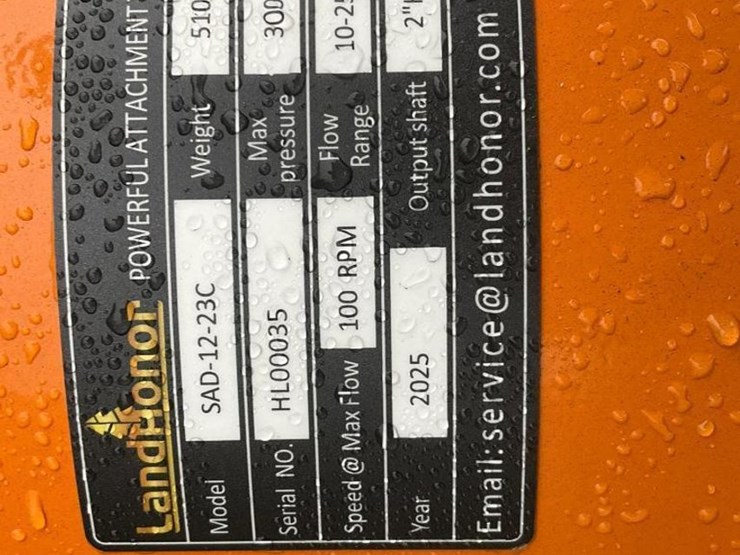 LandHonor POWERFUL ATTACHMENT
Model SAD-12-23C Weight 510
Serial NO. HL00035 Max pressure 300
Speed @ Max Flow 100 RPM Flow Range 10-25
Year 2025 Output shaft 2"
Email:service@landhonor.com